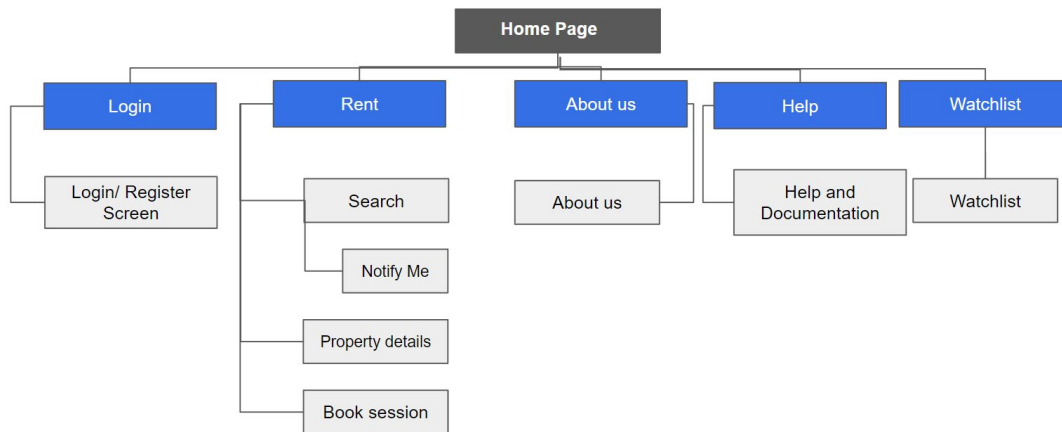 Home Page
Login
Rent
About us
Help
Watchlist
Login/ Register
Screen
Search
About us
Help and
Documentation
Watchlist
Notify Me
Property details
Book session